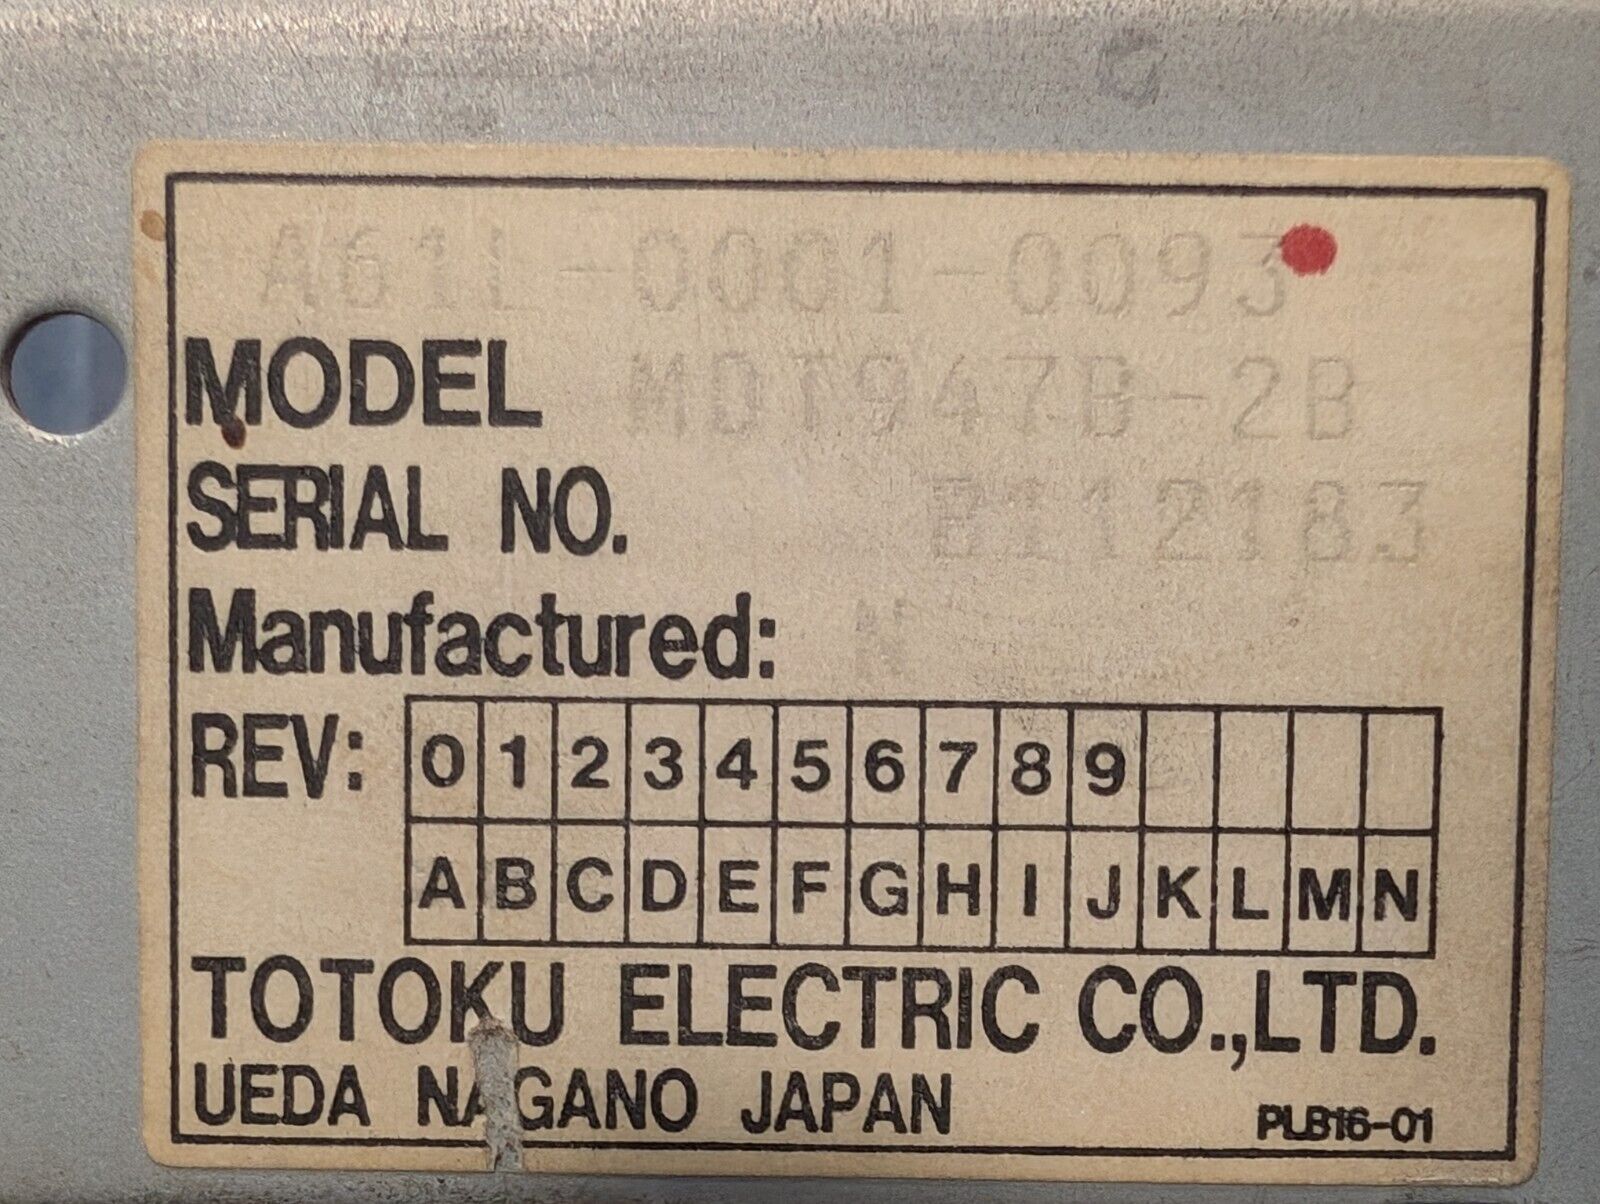 A61L-0001-0093
MODEL MDT947B-2B
SERIAL NO. E112183
Manufactured: N
REV: 0 1 2 3 4 5 6 7 8 9
A B C D E F G H I J K L M N
TOTOKU ELECTRIC CO.,LTD.
UEDA NAGANO JAPAN PLB16-01